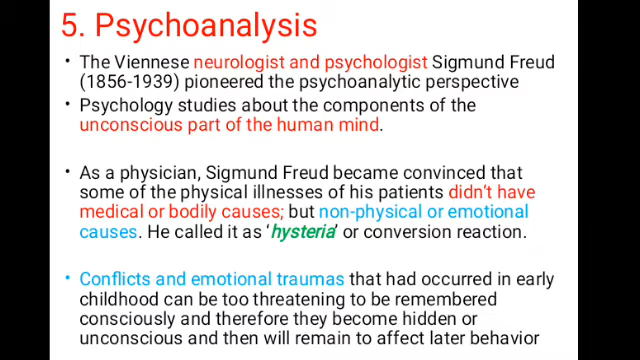 5. Psychoanalysis
• The Viennese neurologist and psychologist Sigmund Freud
(1856-1939) pioneered the psychoanalytic perspective
• Psychology studies about the components of the
unconscious part of the human mind.
• As a physician, Sigmund Freud became convinced that
some of the physical illnesses of his patients didn't have
medical or bodily causes; but non-physical or emotional
causes. He called it as 'hysteria' or conversion reaction.
• Conflicts and emotional traumas that had occurred in early
childhood can be too threatening to be remembered
consciously and therefore they become hidden or
unconscious and then will remain to affect later behavior